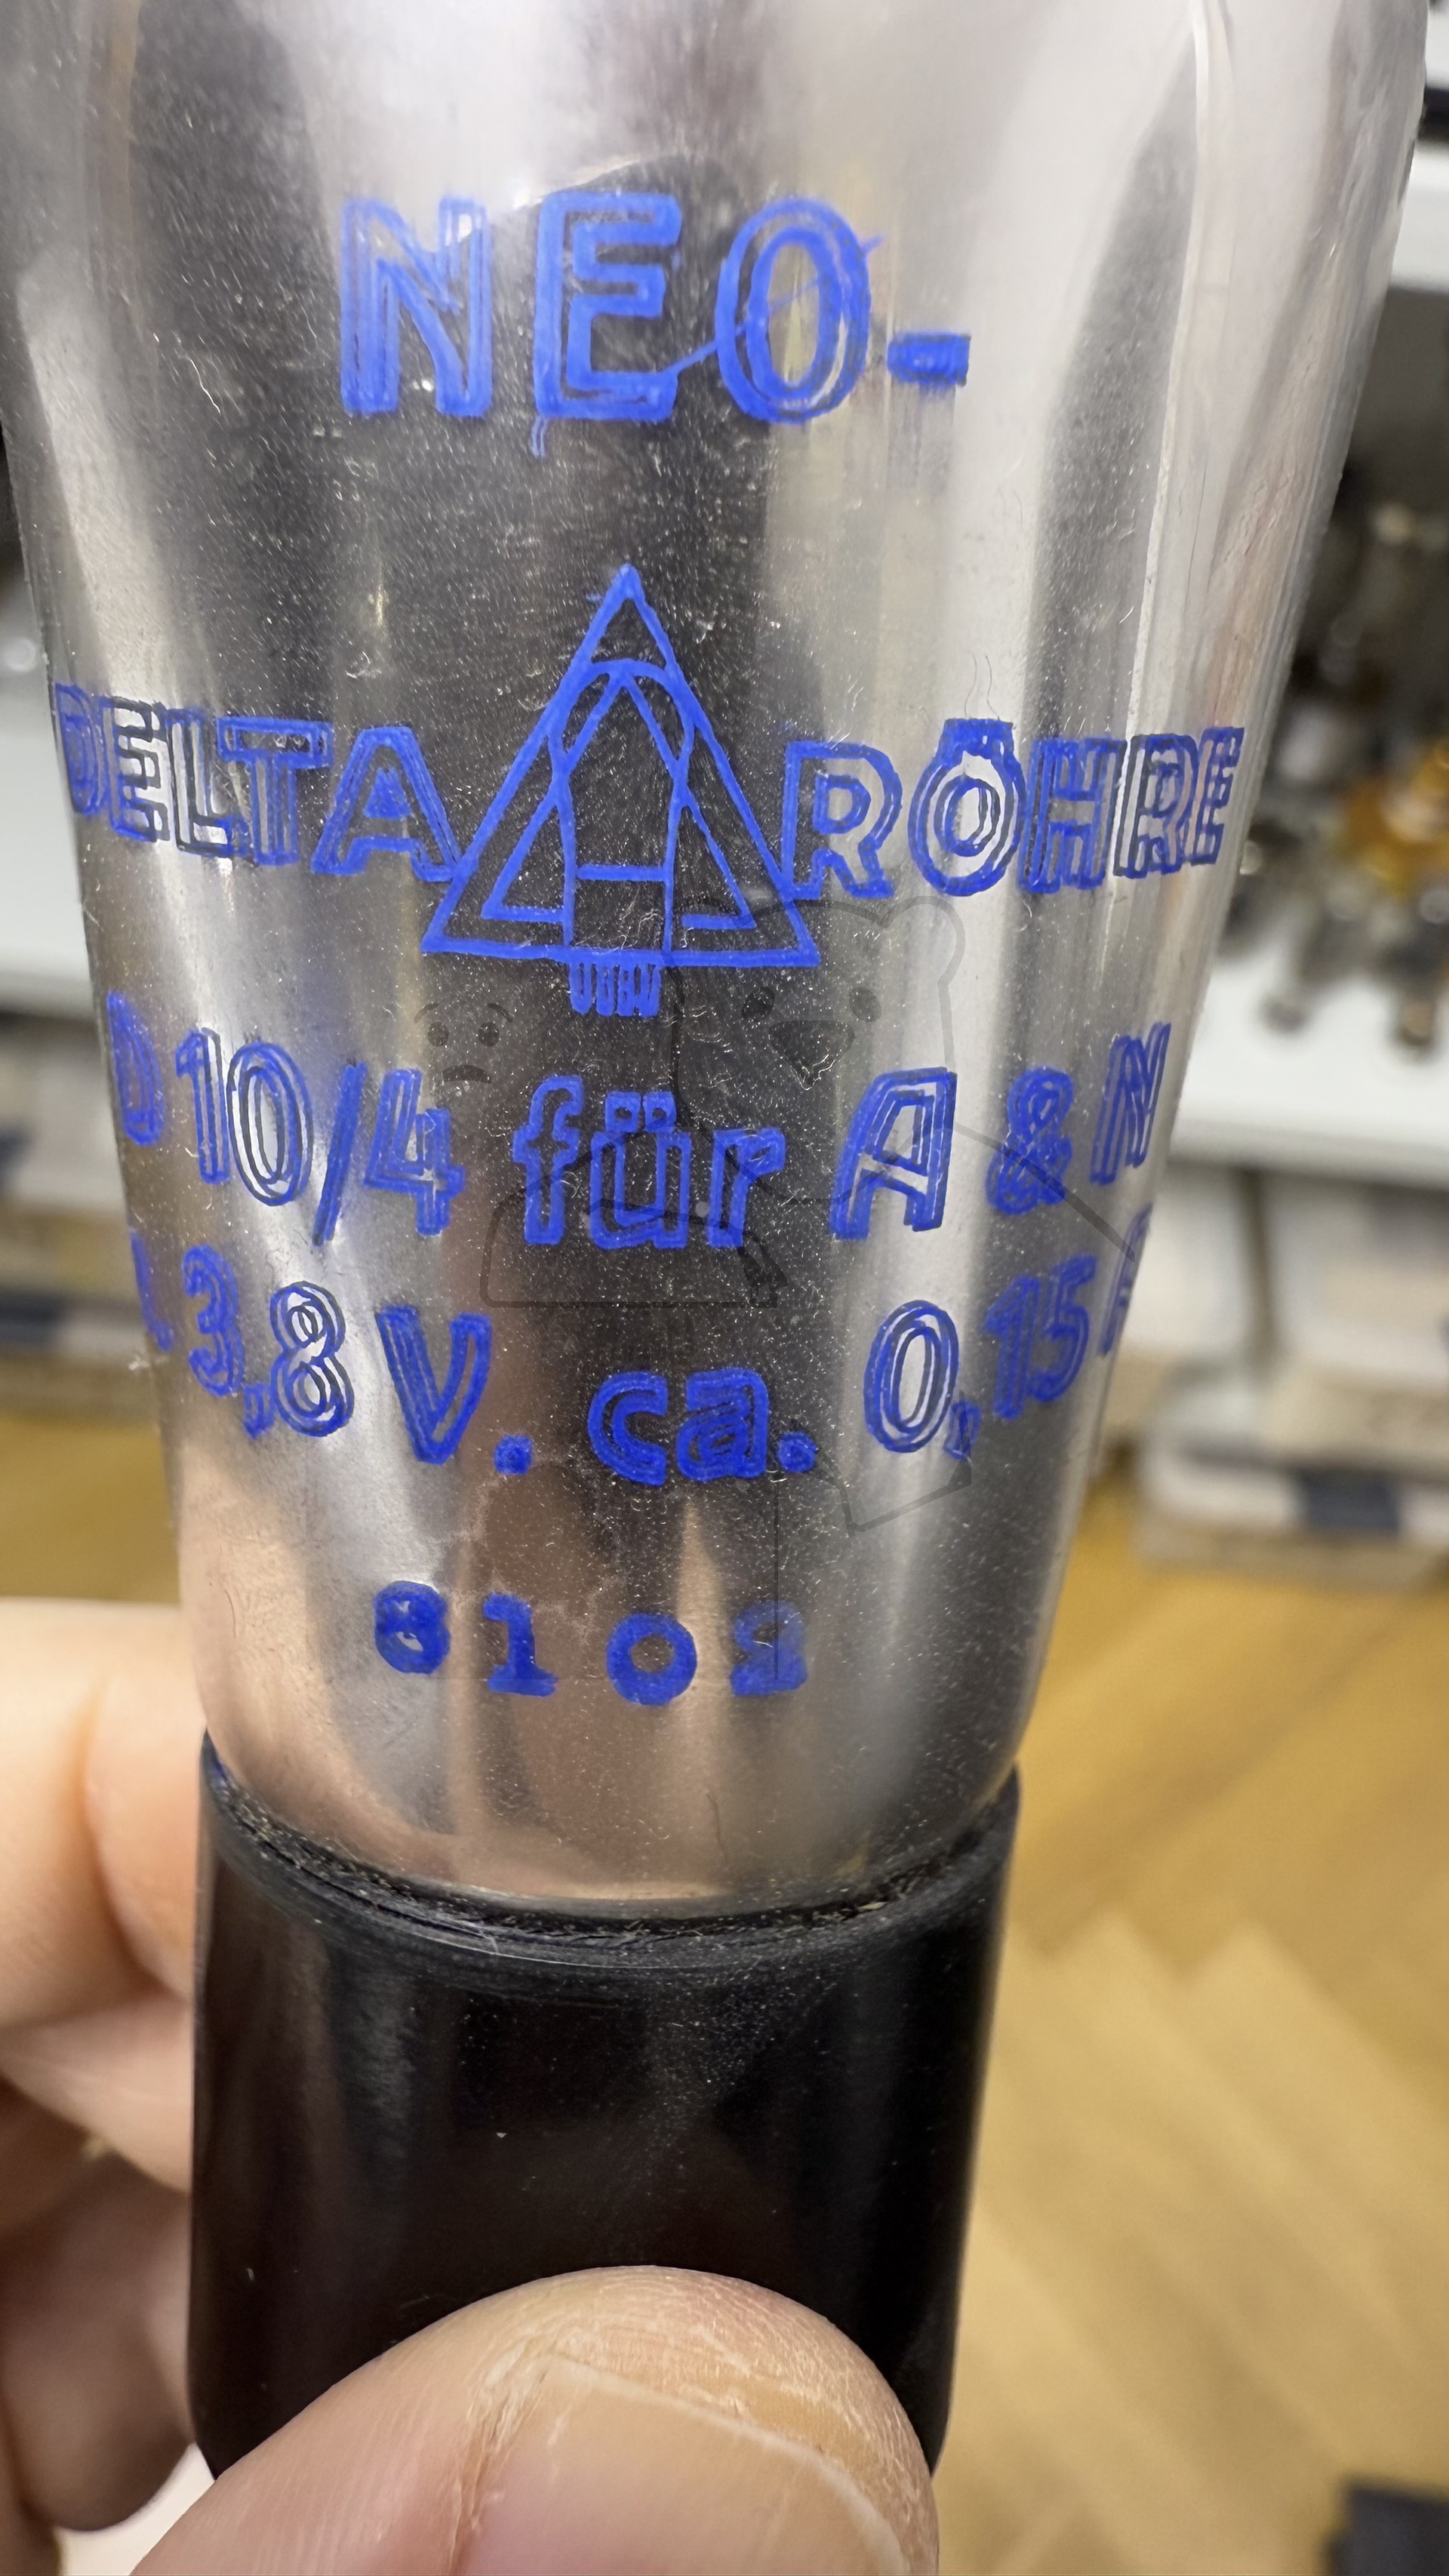 NEO-
DELTA RÖHRE
D 10/4 für A & N
3,8 V. ca. 0,15
8102